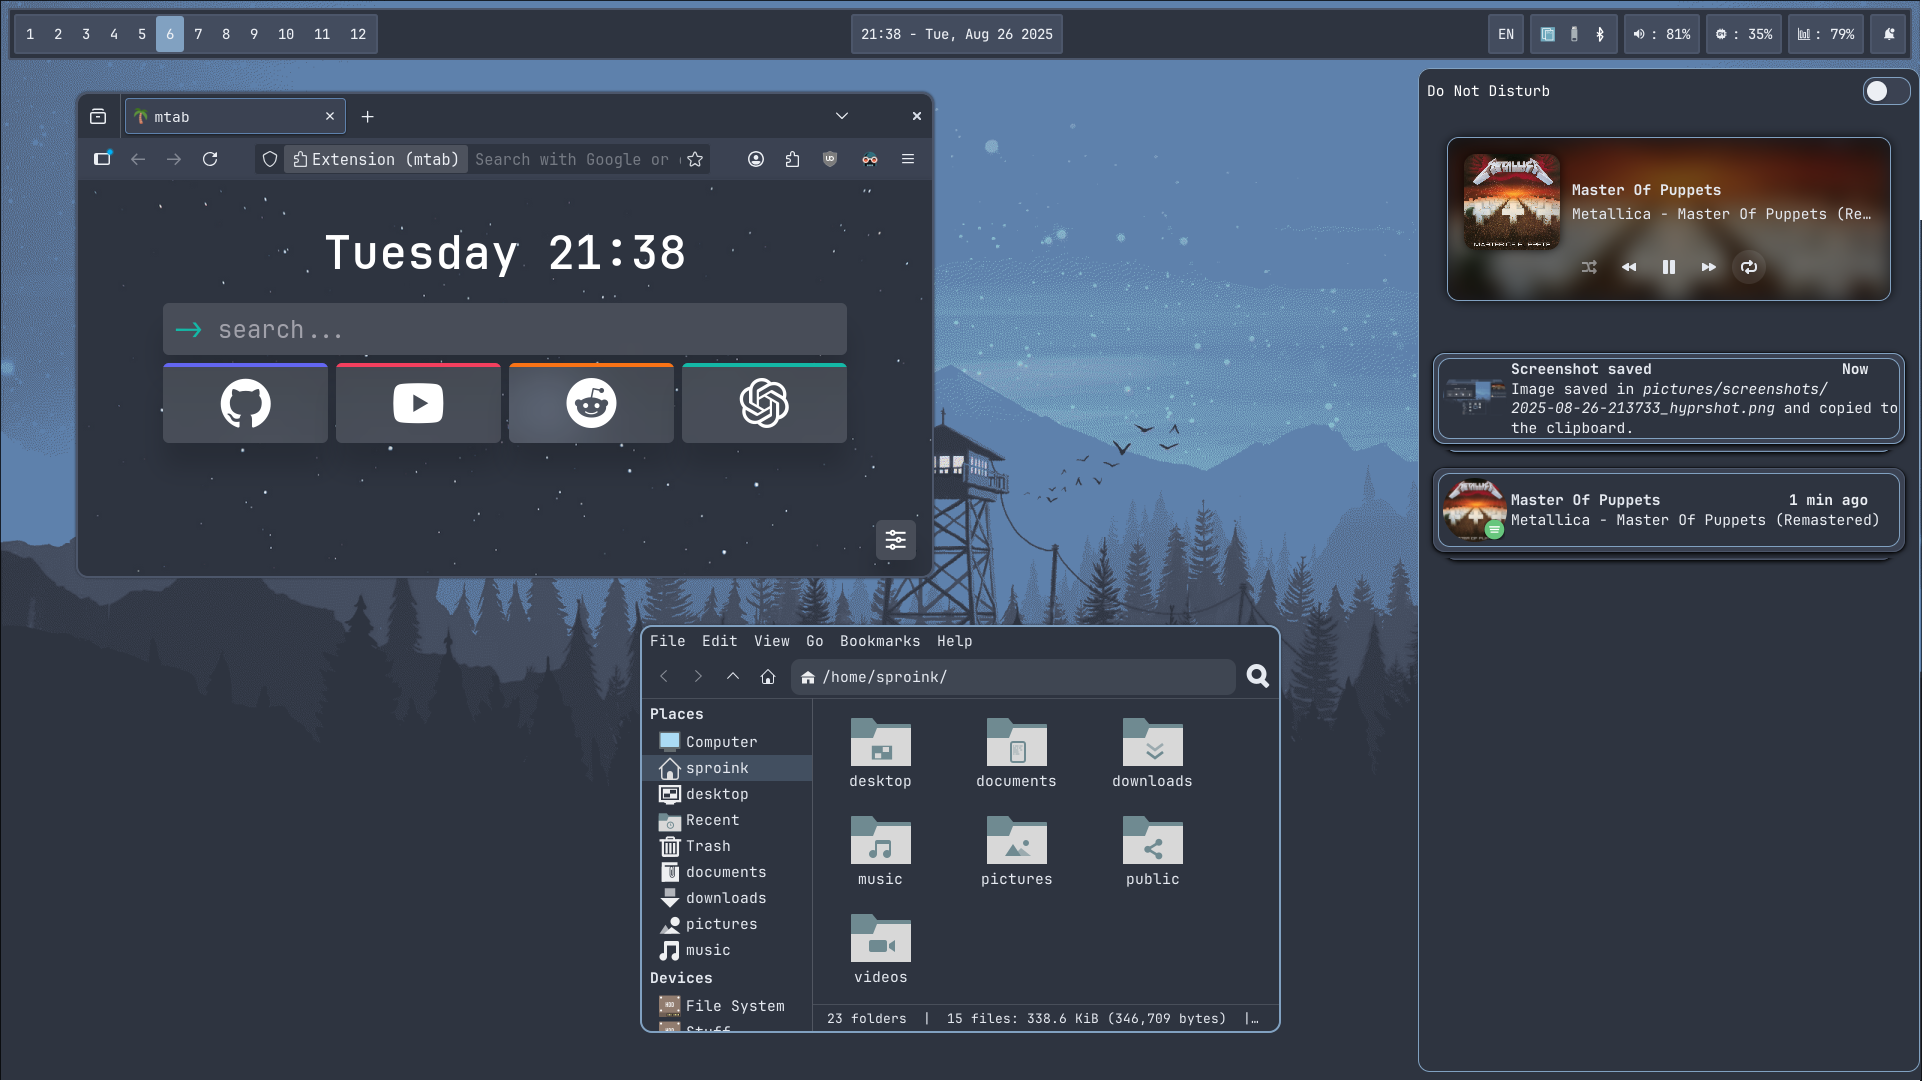 1 2 3 4 5 6 7 8 9 10 11 12
21:38 - Tue, Aug 26 2025
EN
: 81%
: 35%
: 79%
mtab
Extension (mtab)
Search with Google or
Tuesday 21:38
search...
Do Not Disturb
METALLICA
Master Of Puppets
Metallica - Master Of Puppets (Re…
Screenshot saved
Now
Image saved in pictures/screenshots/
2025-08-26-213733_hyprshot.png and copied to
the clipboard.
Master Of Puppets
1 min ago
Metallica - Master Of Puppets (Remastered)
File Edit View Go Bookmarks Help
/home/sproink/
Places
Computer
sproink
desktop
Recent
Trash
documents
downloads
pictures
music
Devices
File System
Stuff
desktop
documents
downloads
music
pictures
public
videos
23 folders | 15 files: 338.6 KiB (346,709 bytes) |…